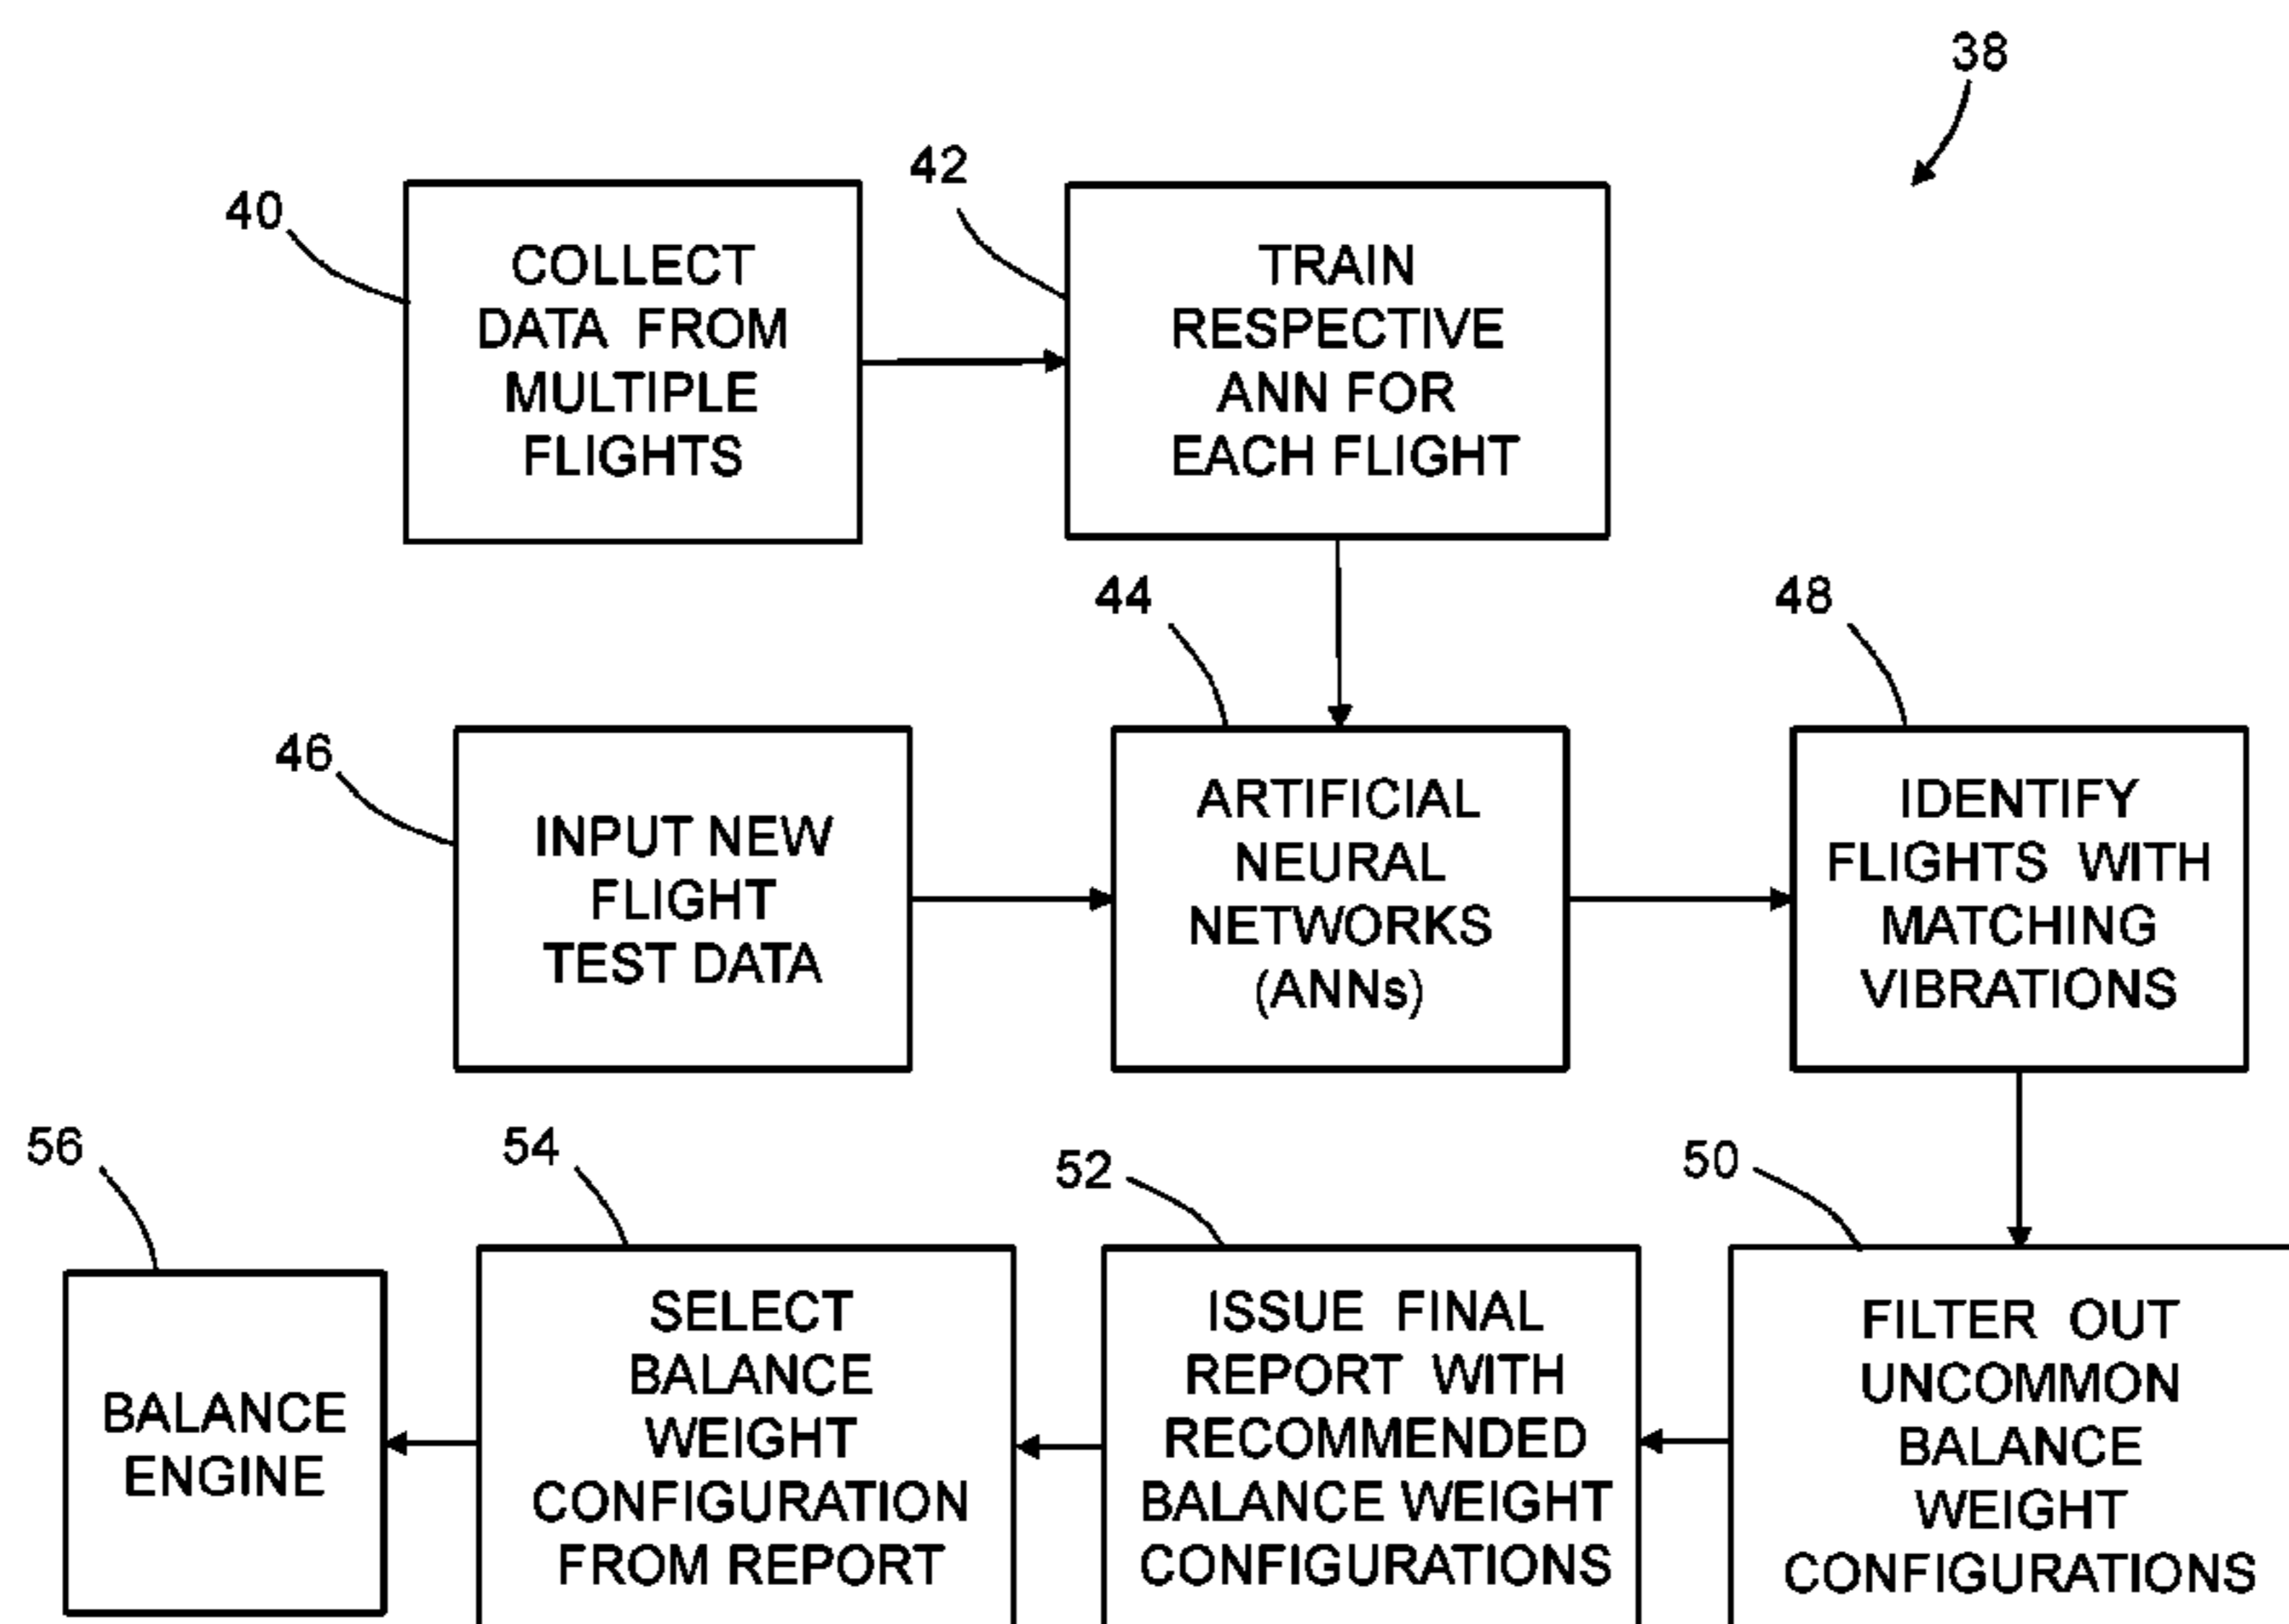 38
40
COLLECT
DATA FROM
MULTIPLE
FLIGHTS
42
TRAIN
RESPECTIVE
ANN FOR
EACH FLIGHT
46
INPUT NEW
FLIGHT
TEST DATA
44
ARTIFICIAL
NEURAL
NETWORKS
(ANNs)
48
IDENTIFY
FLIGHTS WITH
MATCHING
VIBRATIONS
56
BALANCE
ENGINE
54
SELECT
BALANCE
WEIGHT
CONFIGURATION
FROM REPORT
52
ISSUE FINAL
REPORT WITH
RECOMMENDED
BALANCE WEIGHT
CONFIGURATIONS
50
FILTER OUT
UNCOMMON
BALANCE
WEIGHT
CONFIGURATIONS